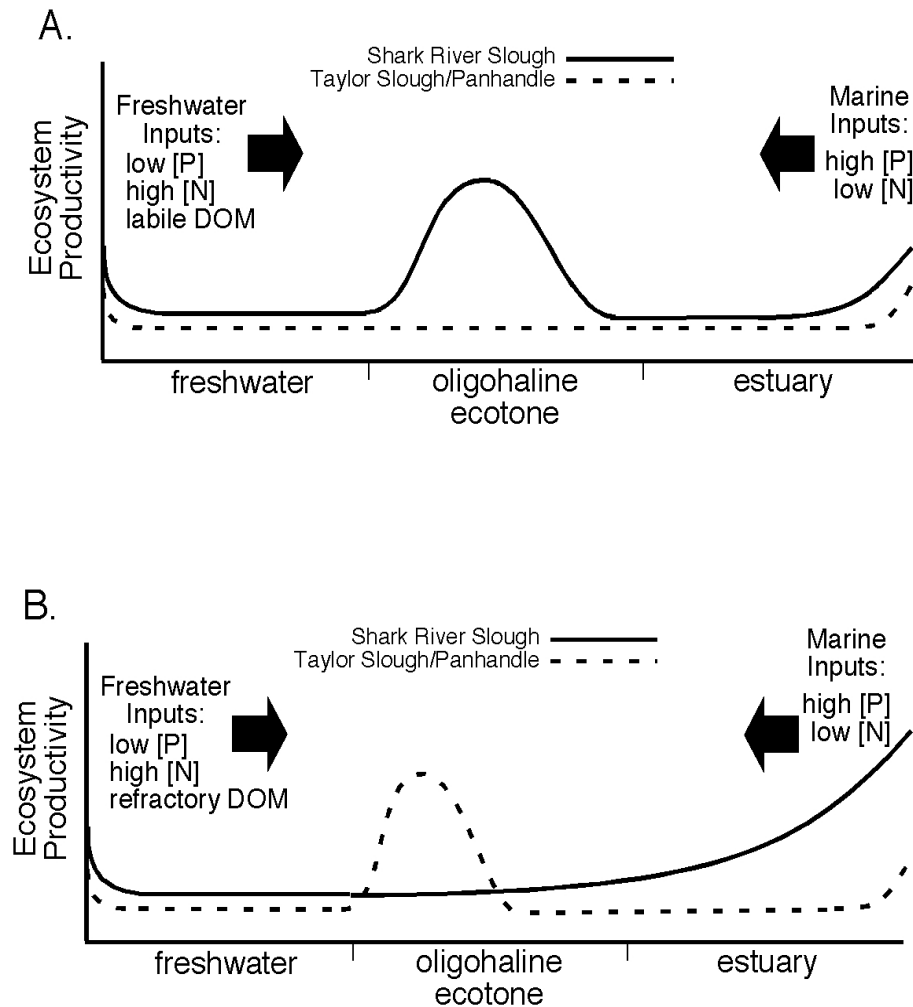 A.
Shark River Slough
Taylor Slough/Panhandle
Ecosystem
Productivity
Freshwater
Inputs:
low [P]
high [N]
labile DOM
Marine
Inputs:
high [P]
low [N]
freshwater
oligohaline
ecotone
estuary
B.
Shark River Slough
Taylor Slough/Panhandle
Ecosystem
Productivity
Freshwater
Inputs:
low [P]
high [N]
refractory DOM
Marine
Inputs:
high [P]
low [N]
freshwater
oligohaline
ecotone
estuary